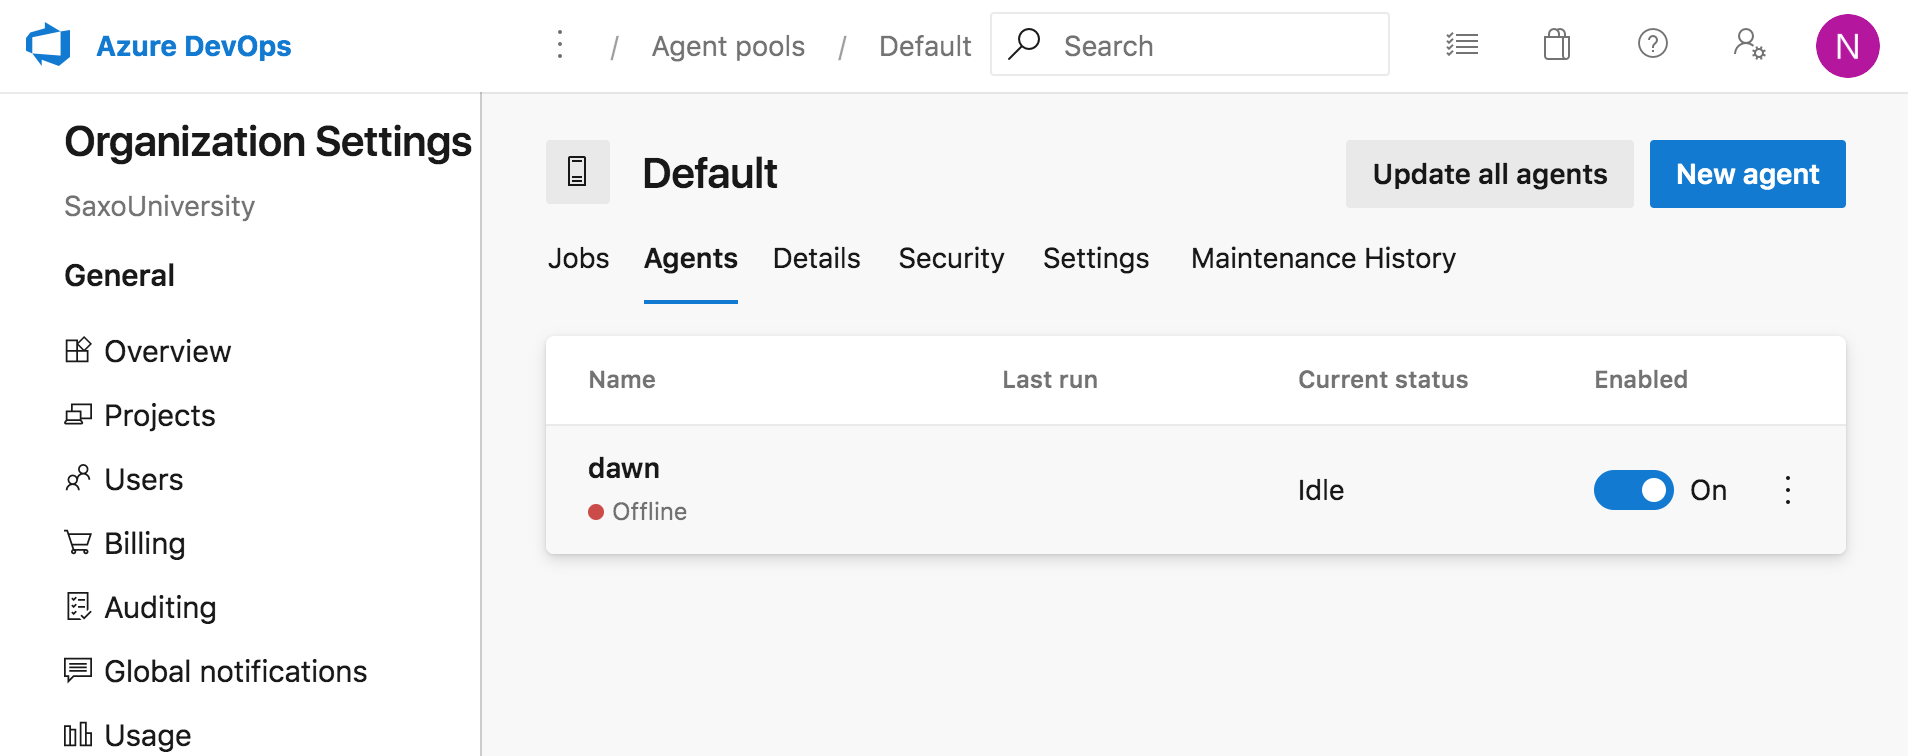 Azure DevOps
/ Agent pools / Default
Search
N
Organization Settings
SaxoUniversity
General
Overview
Projects
Users
Billing
Auditing
Global notifications
Usage
Default
Update all agents
New agent
Jobs Agents Details Security Settings Maintenance History
Name Last run Current status Enabled
dawn
Offline
Idle
On